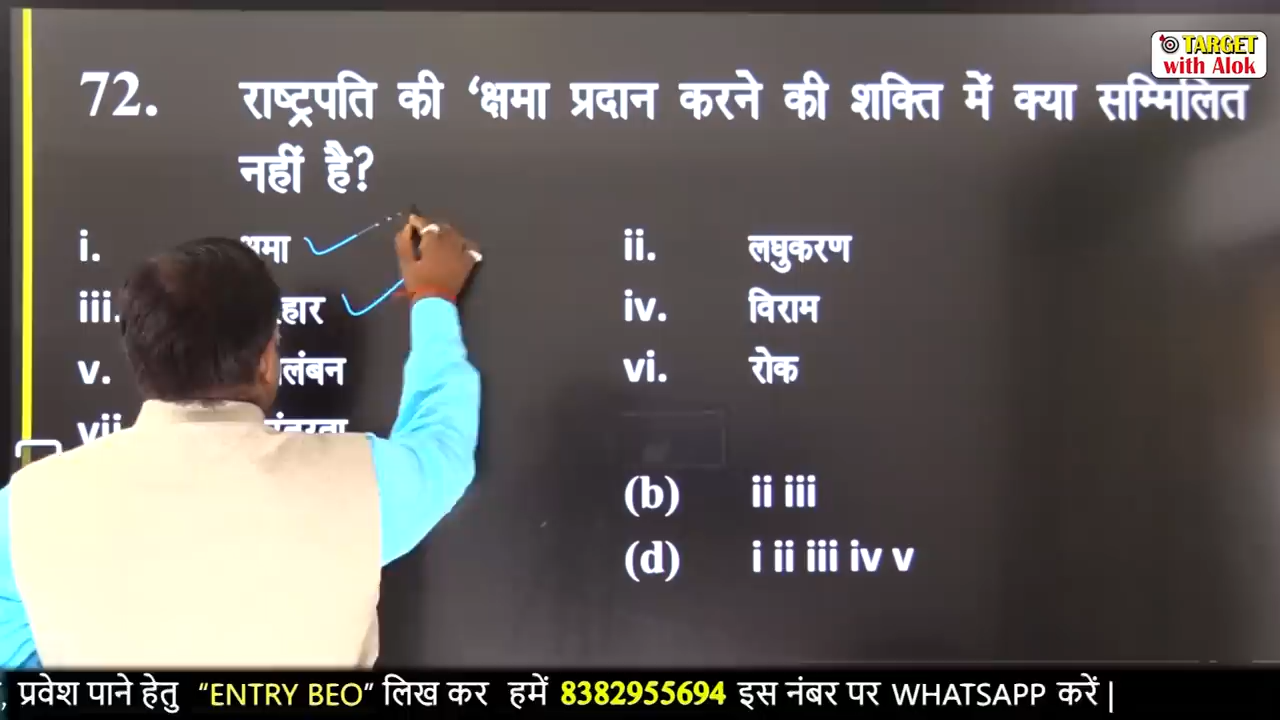 TARGET
with Alok
72. राष्ट्रपति की ‘क्षमा प्रदान करने की शक्ति में क्या सम्मिलित
नहीं है?
i. क्षमा ii. लघुकरण
iii. iv. विराम
v. vi. रोक
vii
(b) ii iii
(d) i ii iii iv v
, प्रवेश पाने हेतु “ENTRY BEO” लिख कर हमें 8382955694 इस नंबर पर WHATSAPP करें |